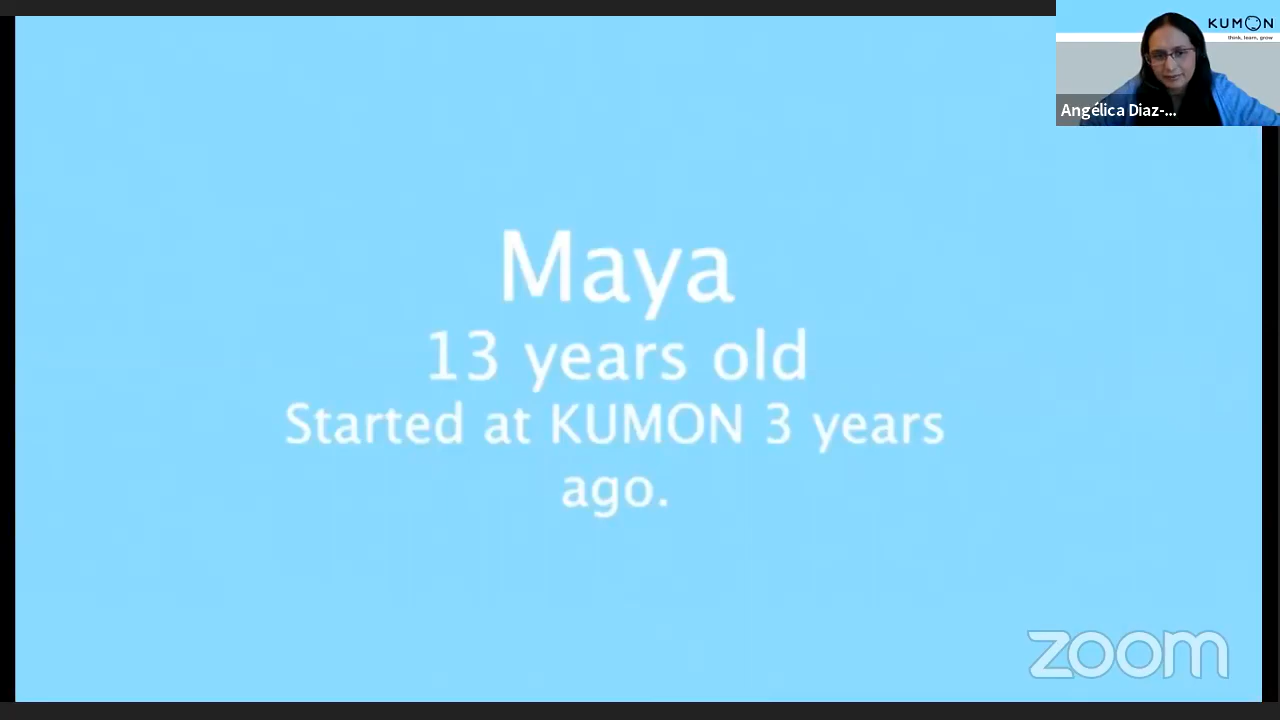 KUMON
think, learn, grow
Angélica Diaz-...
Maya
13 years old
Started at KUMON 3 years
ago.
zoom